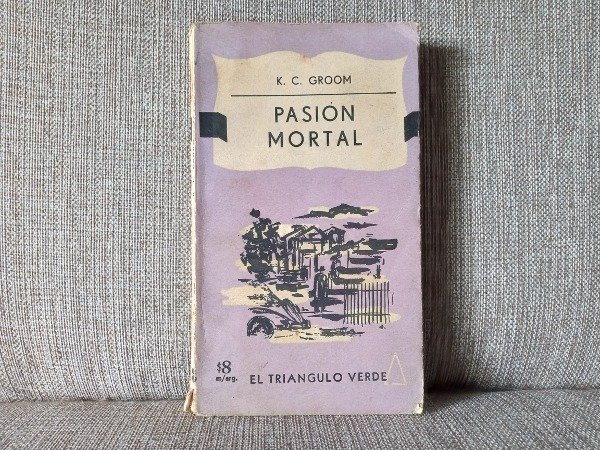 K. C. GROOM
PASIÓN
MORTAL
$8
m/arg.
EL TRIANGULO VERDE